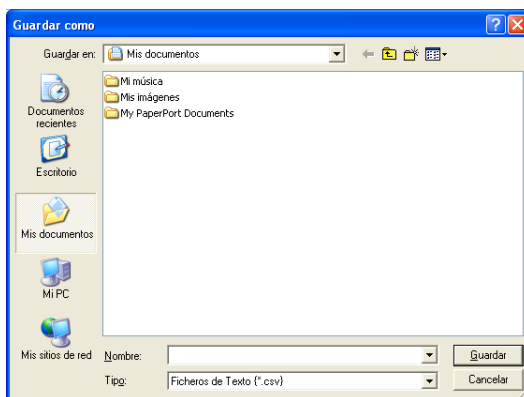 Guardar como
Guardar en:
Mis documentos
Mi música
Mis imágenes
My PaperPort Documents
Documentos
recientes
Escritorio
Mis documentos
Mi PC
Mis sitios de red
Nombre:
Guardar
Tipo:
Ficheros de Texto (*.csv)
Cancelar